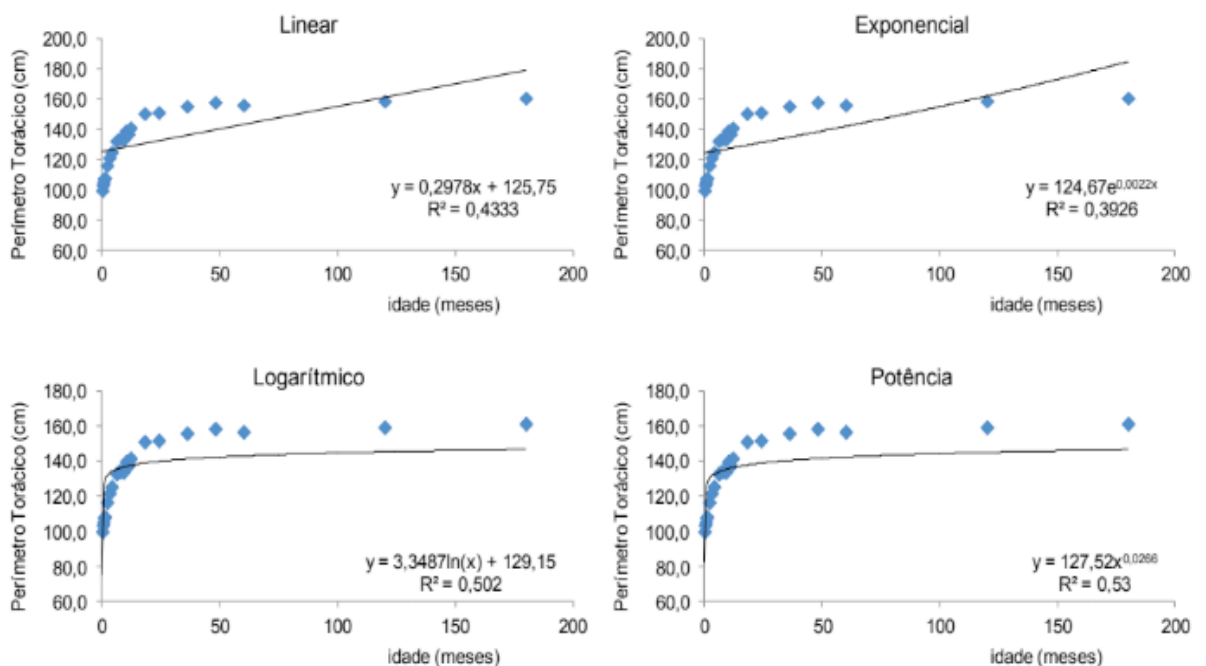 Linear
Perímetro Torácico (cm)
200,0
180,0
160,0
140,0
120,0
100,0
80,0
60,0
y = 0,2978x + 125,75
R² = 0,4333
0 50 100 150 200
idade (meses)
Exponencial
Perímetro Torácico (cm)
200,0
180,0
160,0
140,0
120,0
100,0
80,0
60,0
y = 124,67e^0,0022x
R² = 0,3926
0 50 100 150 200
idade (meses)
Logarítmico
Perímetro Torácico (cm)
180,0
160,0
140,0
120,0
100,0
80,0
60,0
y = 3,3487ln(x) + 129,15
R² = 0,502
0 50 100 150 200
idade (meses)
Potência
Perímetro Torácico (cm)
180,0
160,0
140,0
120,0
100,0
80,0
60,0
y = 127,52x^0,0266
R² = 0,53
0 50 100 150 200
idade (meses)